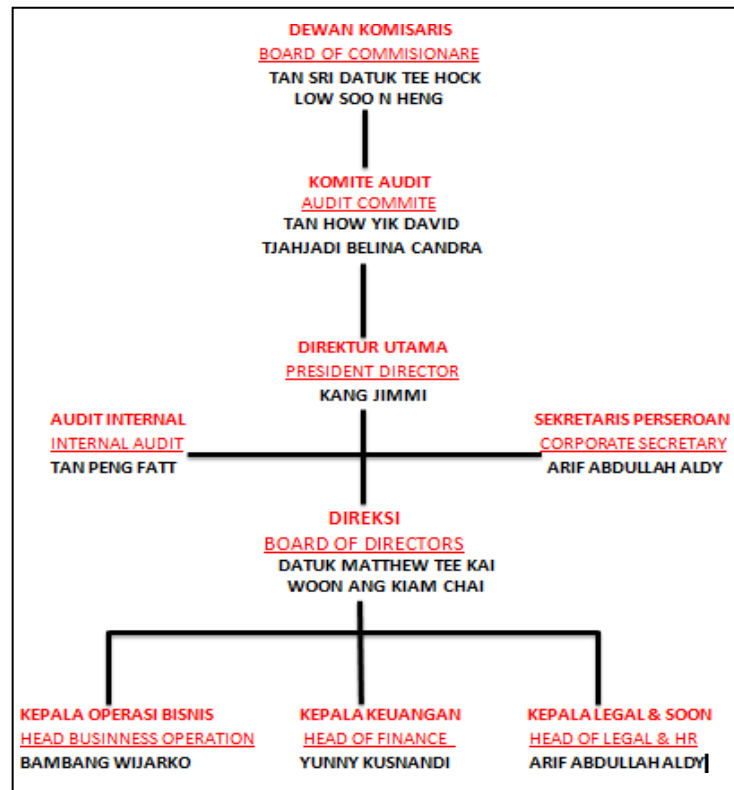 DEWAN KOMISARIS
BOARD OF COMMISIONARE
TAN SRI DATUK TEE HOCK
LOW SOO N HENG
KOMITE AUDIT
AUDIT COMMITE
TAN HOW YIK DAVID
TJAHJADI BELINA CANDRA
DIREKTUR UTAMA
PRESIDENT DIRECTOR
KANG JIMMI
AUDIT INTERNAL
INTERNAL AUDIT
TAN PENG FATT
SEKRETARIS PERSEROAN
CORPORATE SECRETARY
ARIF ABDULLAH ALDY
DIREKSI
BOARD OF DIRECTORS
DATUK MATTHEW TEE KAI
WOON ANG KIAM CHAI
KEPALA OPERASI BISNIS
HEAD BUSINNESS OPERATION
BAMBANG WIJARKO
KEPALA KEUANGAN
HEAD OF FINANCE
YUNNY KUSNANDI
KEPALA LEGAL & SOON
HEAD OF LEGAL & HR
ARIF ABDULLAH ALDY